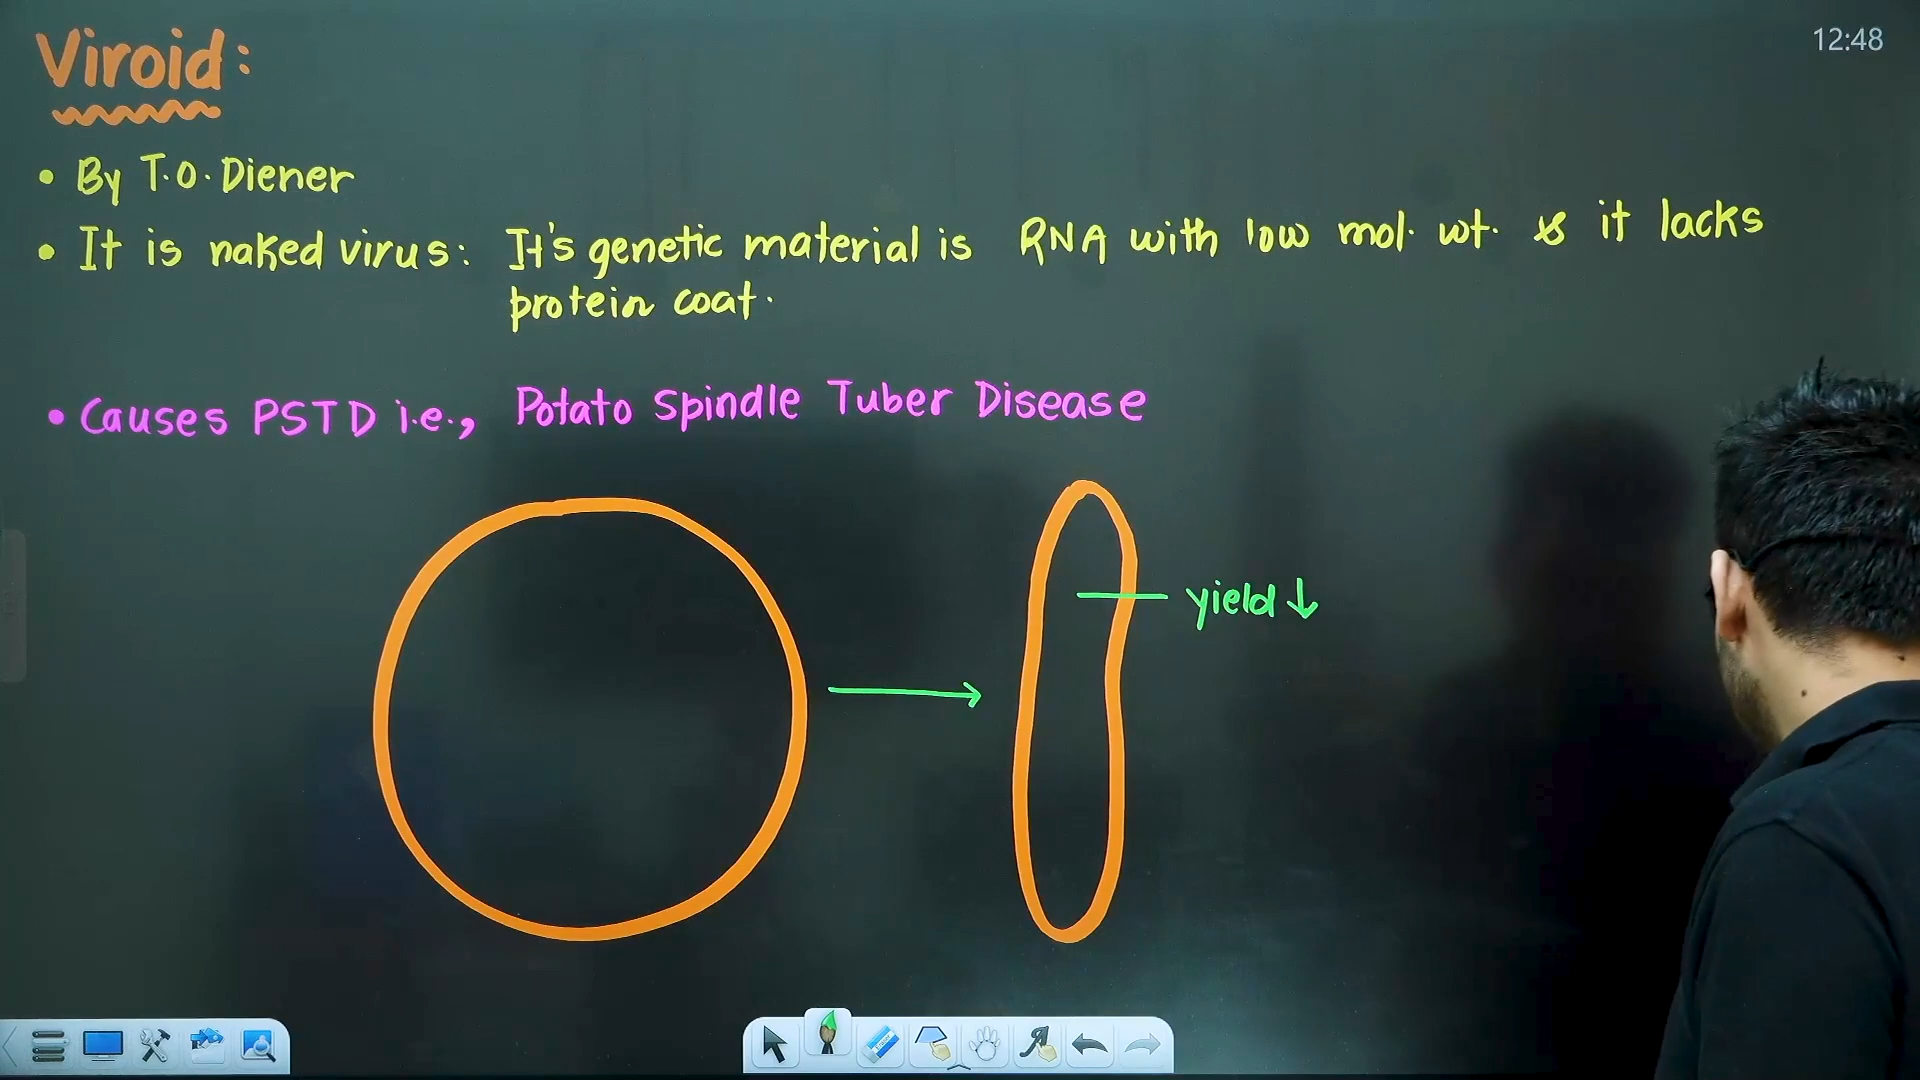 12:48
Viroid:
• By T.O. Diener
• It is naked virus: It's genetic material is RNA with low mol. wt. & it lacks
protein coat.
• Causes PSTD i.e., Potato Spindle Tuber Disease
yield ↓